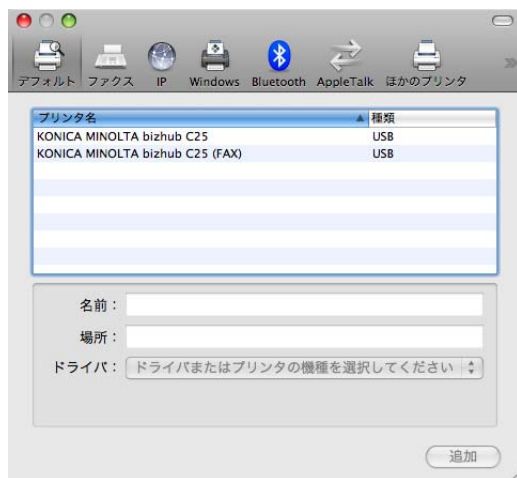 デフォルト ファクス IP Windows Bluetooth AppleTalk ほかのプリンタ
プリンタ名 種類
KONICA MINOLTA bizhub C25 USB
KONICA MINOLTA bizhub C25 (FAX) USB
名前：
場所：
ドライバ： ドライバまたはプリンタの機種を選択してください
追加